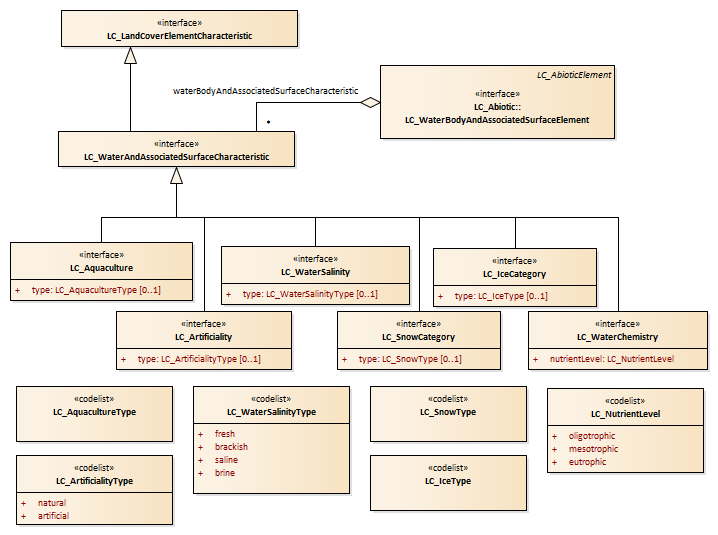 «interface»
LC_LandCoverElementCharacteristic
LC_AbioticElement
«interface»
LC_Abiotic::
LC_WaterBodyAndAssociatedSurfaceElement
waterBodyAndAssociatedSurfaceCharacteristic
*
«interface»
LC_WaterAndAssociatedSurfaceCharacteristic
«interface»
LC_Aquaculture
+ type: LC_AquacultureType [0..1]
«interface»
LC_WaterSalinity
+ type: LC_WaterSalinityType [0..1]
«interface»
LC_IceCategory
+ type: LC_IceType [0..1]
«interface»
LC_Artificiality
+ type: LC_ArtificialityType [0..1]
«interface»
LC_SnowCategory
+ type: LC_SnowType [0..1]
«interface»
LC_WaterChemistry
+ nutrientLevel: LC_NutrientLevel
«codelist»
LC_AquacultureType
«codelist»
LC_WaterSalinityType
+ fresh
+ brackish
+ saline
+ brine
«codelist»
LC_SnowType
«codelist»
LC_NutrientLevel
+ oligotrophic
+ mesotrophic
+ eutrophic
«codelist»
LC_ArtificialityType
+ natural
+ artificial
«codelist»
LC_IceType